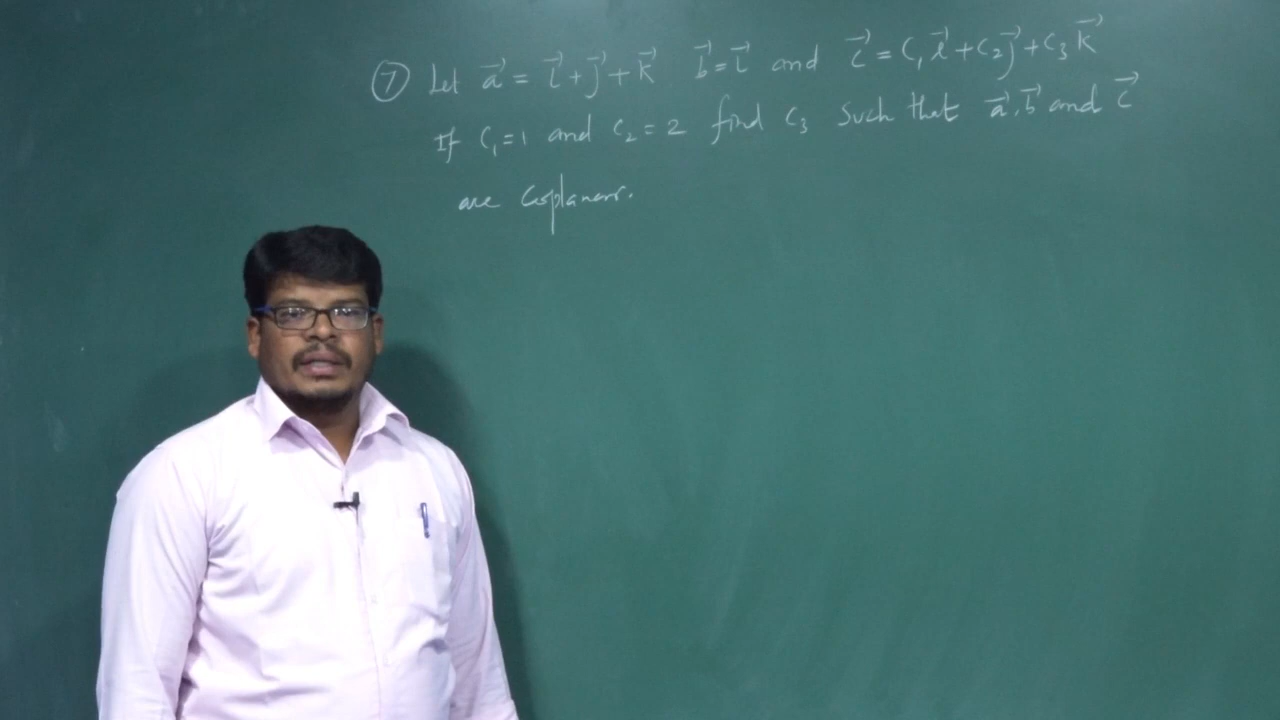 ⑦ Let a⃗ = i⃗ + j⃗ + k⃗ b⃗ = i⃗ and c⃗ = c₁ i⃗ + c₂ j⃗ + c₃ k⃗
If c₁ = 1 and c₂ = 2 find c₃ such that a⃗, b⃗ and c⃗
are coplanar.